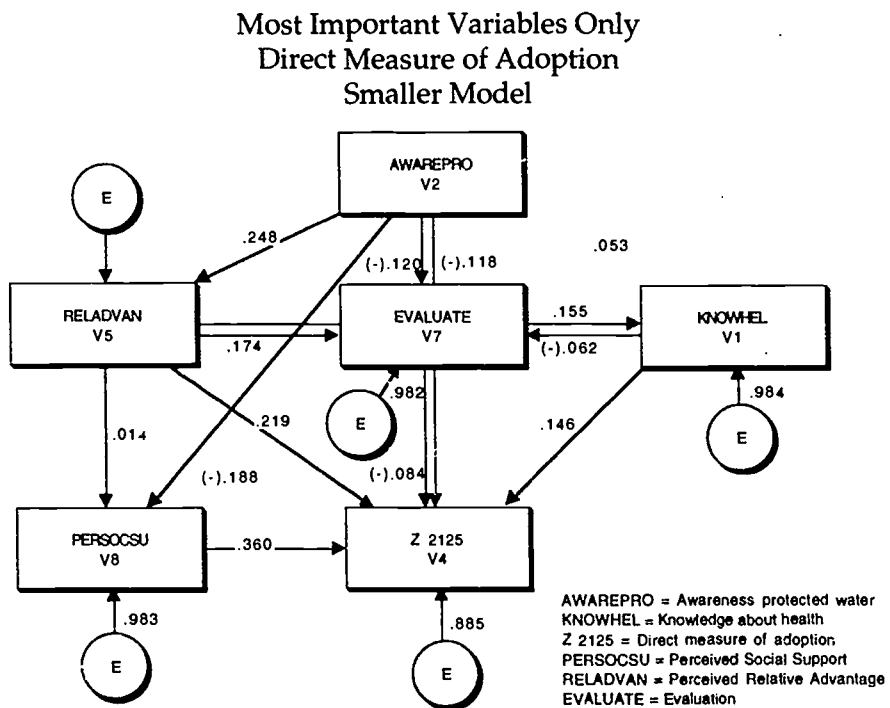 Most Important Variables Only
Direct Measure of Adoption
Smaller Model
AWAREPRO
V2
E
.248
(-).120
(-).118
.053
RELADVAN
V5
EVALUATE
V7
KNOWHEL
V1
.155
.174
(-).062
.982
.984
E
E
.219
.014
.146
(-).188
(-).084
PERSOCSU
V8
.360
Z 2125
V4
.983
.885
E
E
AWAREPRO = Awareness protected water
KNOWHEL = Knowledge about health
Z 2125 = Direct measure of adoption
PERSOCSU = Perceived Social Support
RELADVAN = Perceived Relative Advantage
EVALUATE = Evaluation